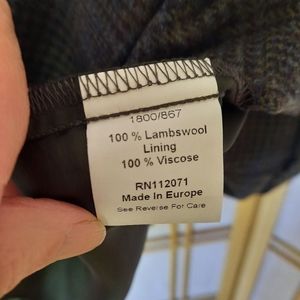 1800/867
100 % Lambswool
Lining
100 % Viscose
RN112071
Made In Europe
See Reverse For Care